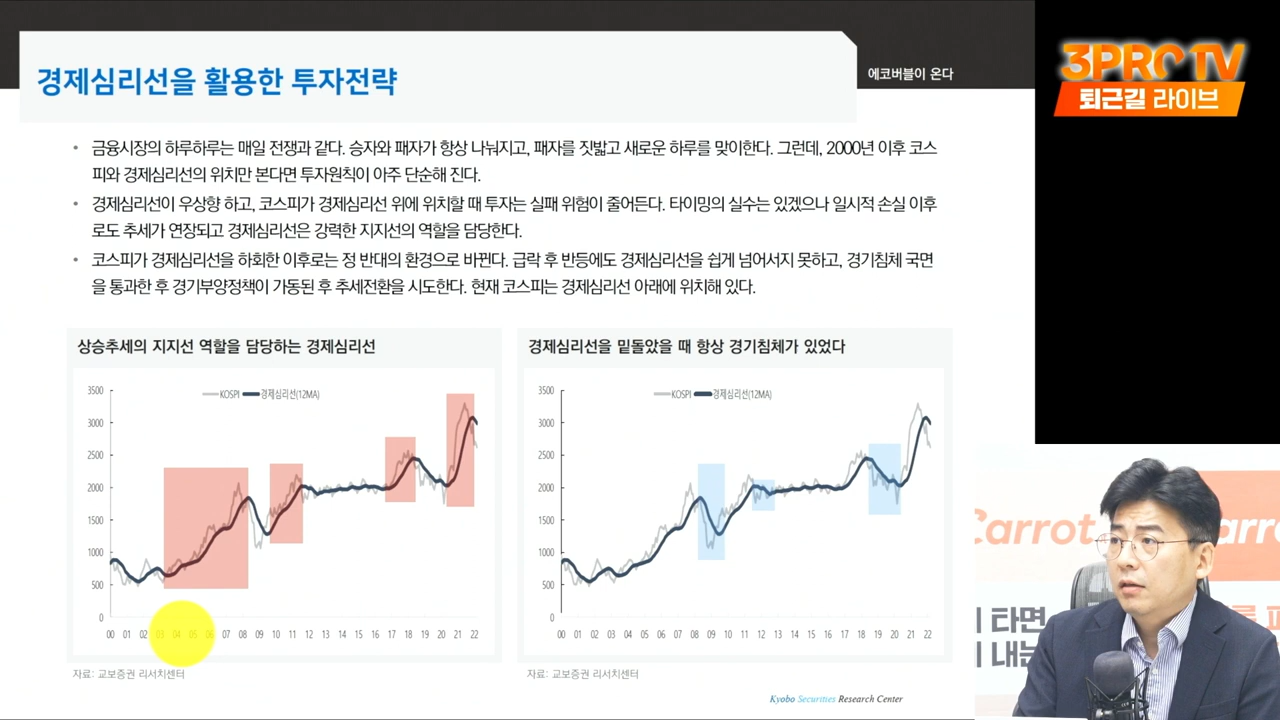 경제심리선을 활용한 투자전략
에코버블이 온다
3PRO TV
퇴근길 라이브
• 금융시장의 하루하루는 매일 전쟁과 같다. 승자와 패자가 항상 나눠지고, 패자를 짓밟고 새로운 하루를 맞이한다. 그런데, 2000년 이후 코스
피와 경제심리선의 위치만 본다면 투자원칙이 아주 단순해 진다.
• 경제심리선이 우상향 하고, 코스피가 경제심리선 위에 위치할 때 투자는 실패 위험이 줄어든다. 타이밍의 실수는 있겠으나 일시적 손실 이후
로도 추세가 연장되고 경제심리선은 강력한 지지선의 역할을 담당한다.
• 코스피가 경제심리선을 하회한 이후로는 정 반대의 환경으로 바뀐다. 급락 후 반등에도 경제심리선을 쉽게 넘어서지 못하고, 경기침체 국면
을 통과한 후 경기부양정책이 가동된 후 추세전환을 시도한다. 현재 코스피는 경제심리선 아래에 위치해 있다.
상승추세의 지지선 역할을 담당하는 경제심리선
KOSPI 경제심리선(12MA)
3500
3000
2500
2000
1500
1000
500
0
00 01 02 03 04 05 06 07 08 09 10 11 12 13 14 15 16 17 18 19 20 21 22
자료: 교보증권 리서치센터
경제심리선을 밑돌았을 때 항상 경기침체가 있었다
KOSPI 경제심리선(12MA)
3500
3000
2500
2000
1500
1000
500
0
00 01 02 03 04 05 06 07 08 09 10 11 12 13 14 15 16 17 18 19 20 21 22
자료: 교보증권 리서치센터
Kyobo Securities Research Center
Carrot
타면
내는